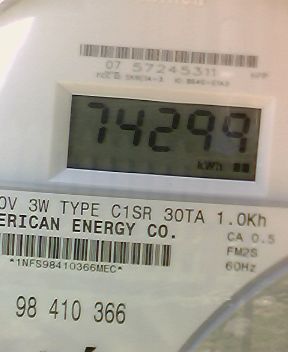 07 57245311
74299
kWh
0V 3W TYPE C1SR 30TA 1.0Kh
ERICAN ENERGY CO.
CA 0.5
FM2S
*1NFS98410366MEC*
60Hz
98 410 366